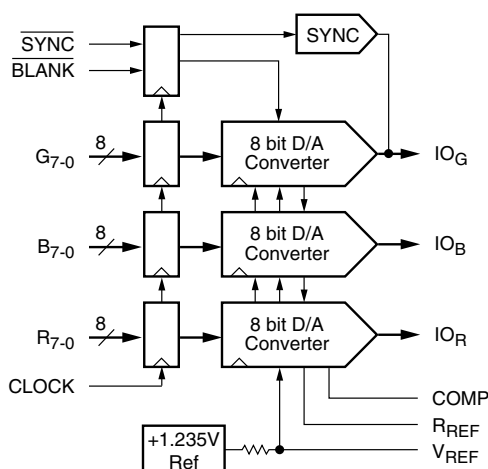 SYNC
SYNC
BLANK
8
G7-0
8 bit D/A
Converter
IOG
8
B7-0
8 bit D/A
Converter
IOB
8
R7-0
8 bit D/A
Converter
IOR
CLOCK
COMP
RREF
+1.235V
Ref
VREF